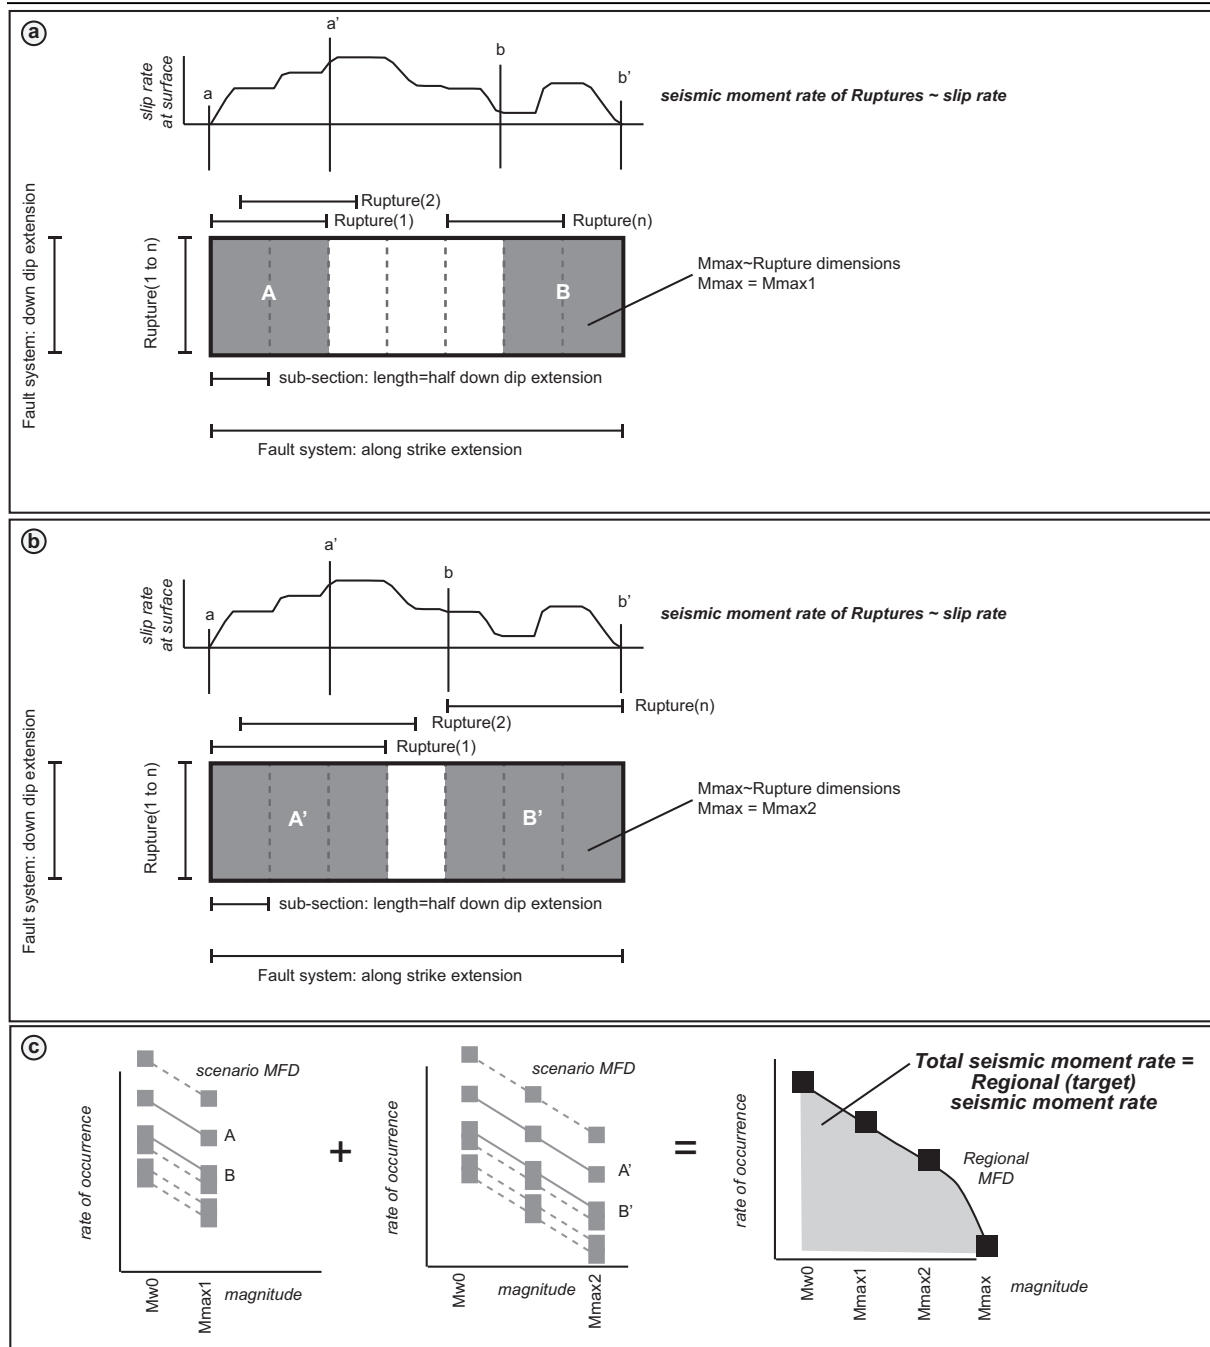 a
a'
b
b'
a
slip rate
at surface
seismic moment rate of Ruptures ~ slip rate
Rupture(2)
Rupture(1)
Rupture(n)
Fault system: down dip extension
Rupture(1 to n)
A
B
Mmax~Rupture dimensions
Mmax = Mmax1
sub-section: length=half down dip extension
Fault system: along strike extension
b
a'
b
b'
a
slip rate
at surface
seismic moment rate of Ruptures ~ slip rate
Rupture(n)
Rupture(2)
Rupture(1)
Fault system: down dip extension
Rupture(1 to n)
A'
B'
Mmax~Rupture dimensions
Mmax = Mmax2
sub-section: length=half down dip extension
Fault system: along strike extension
c
scenario MFD
rate of occurrence
A
B
Mw0
Mmax1
magnitude
+
scenario MFD
rate of occurrence
A'
B'
Mw0
magnitude
Mmax2
=
Total seismic moment rate =
Regional (target)
seismic moment rate
rate of occurrence
Regional
MFD
Mw0
Mmax1
Mmax2
Mmax
magnitude